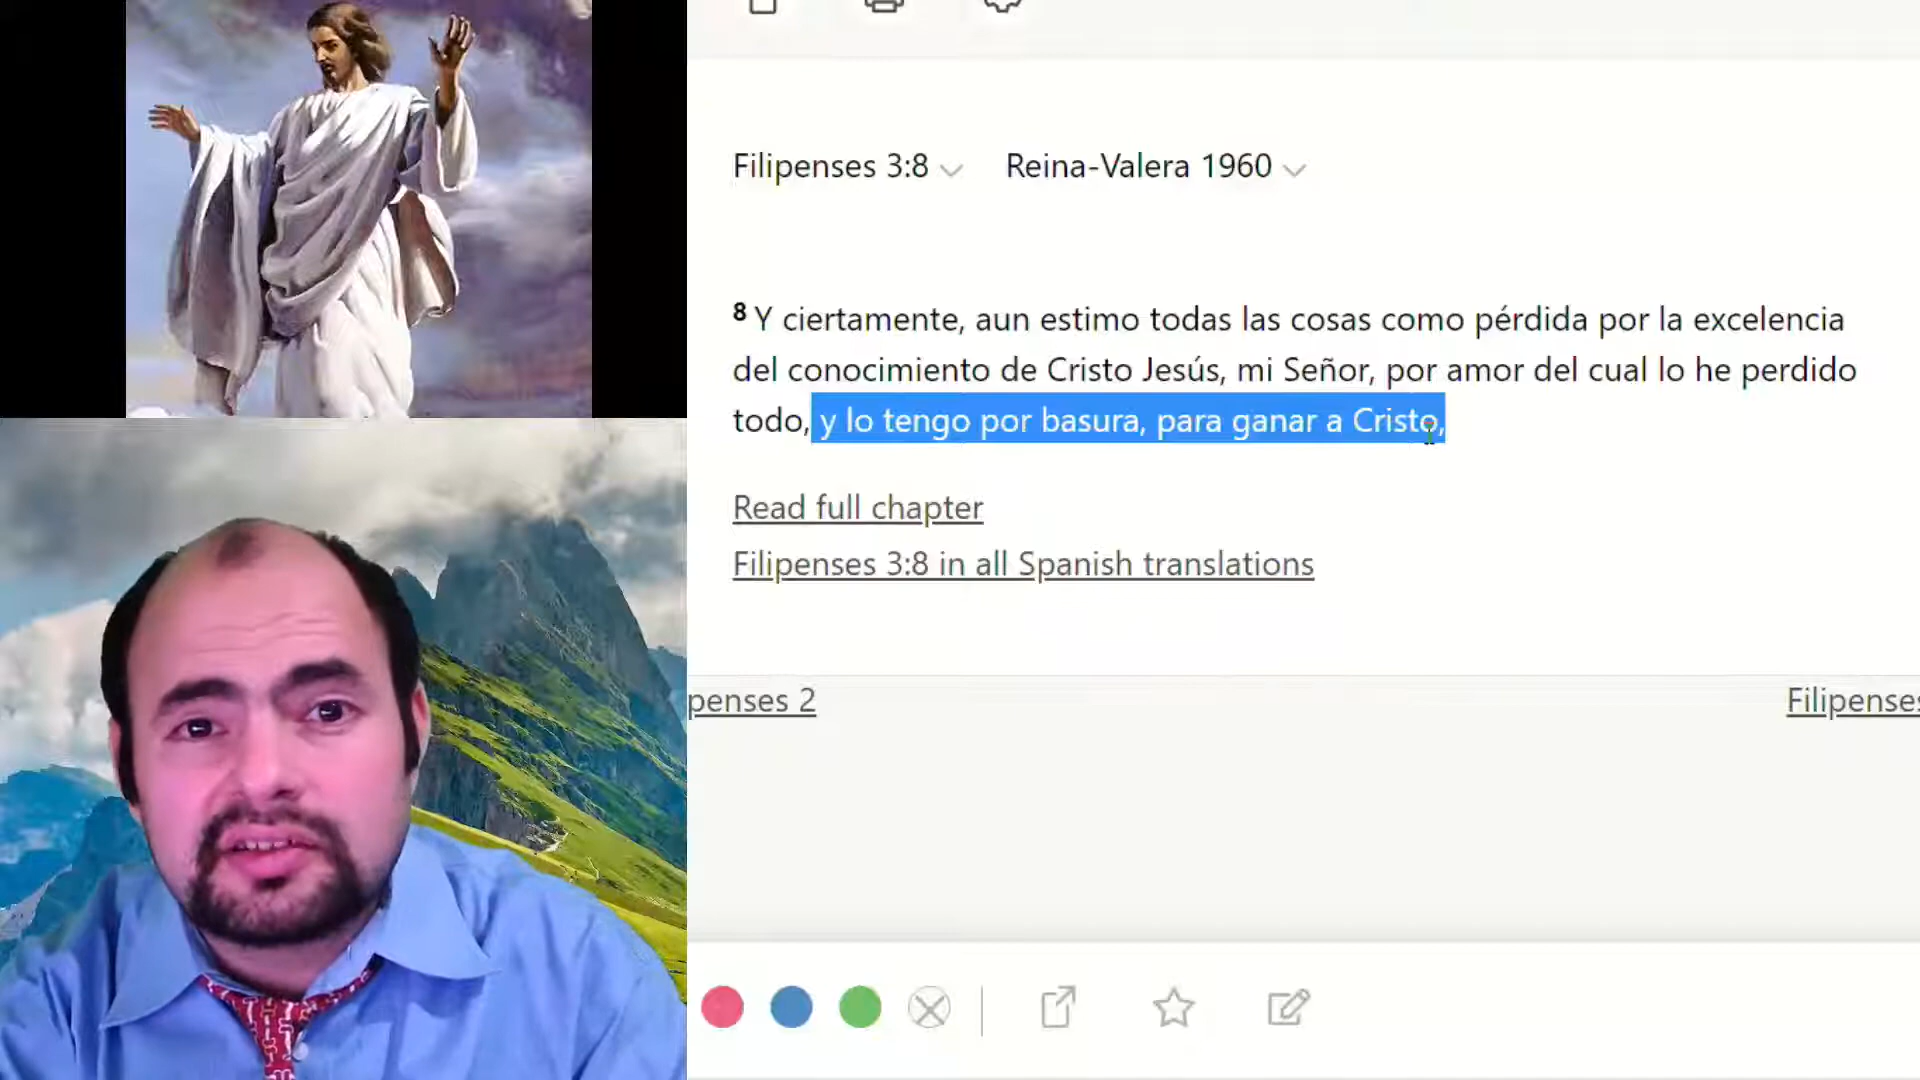 Filipenses 3:8 Reina-Valera 1960
8 Y ciertamente, aun estimo todas las cosas como pérdida por la excelencia
del conocimiento de Cristo Jesús, mi Señor, por amor del cual lo he perdido
todo, y lo tengo por basura, para ganar a Cristo,
Read full chapter
Filipenses 3:8 in all Spanish translations
penses 2
Filipenses